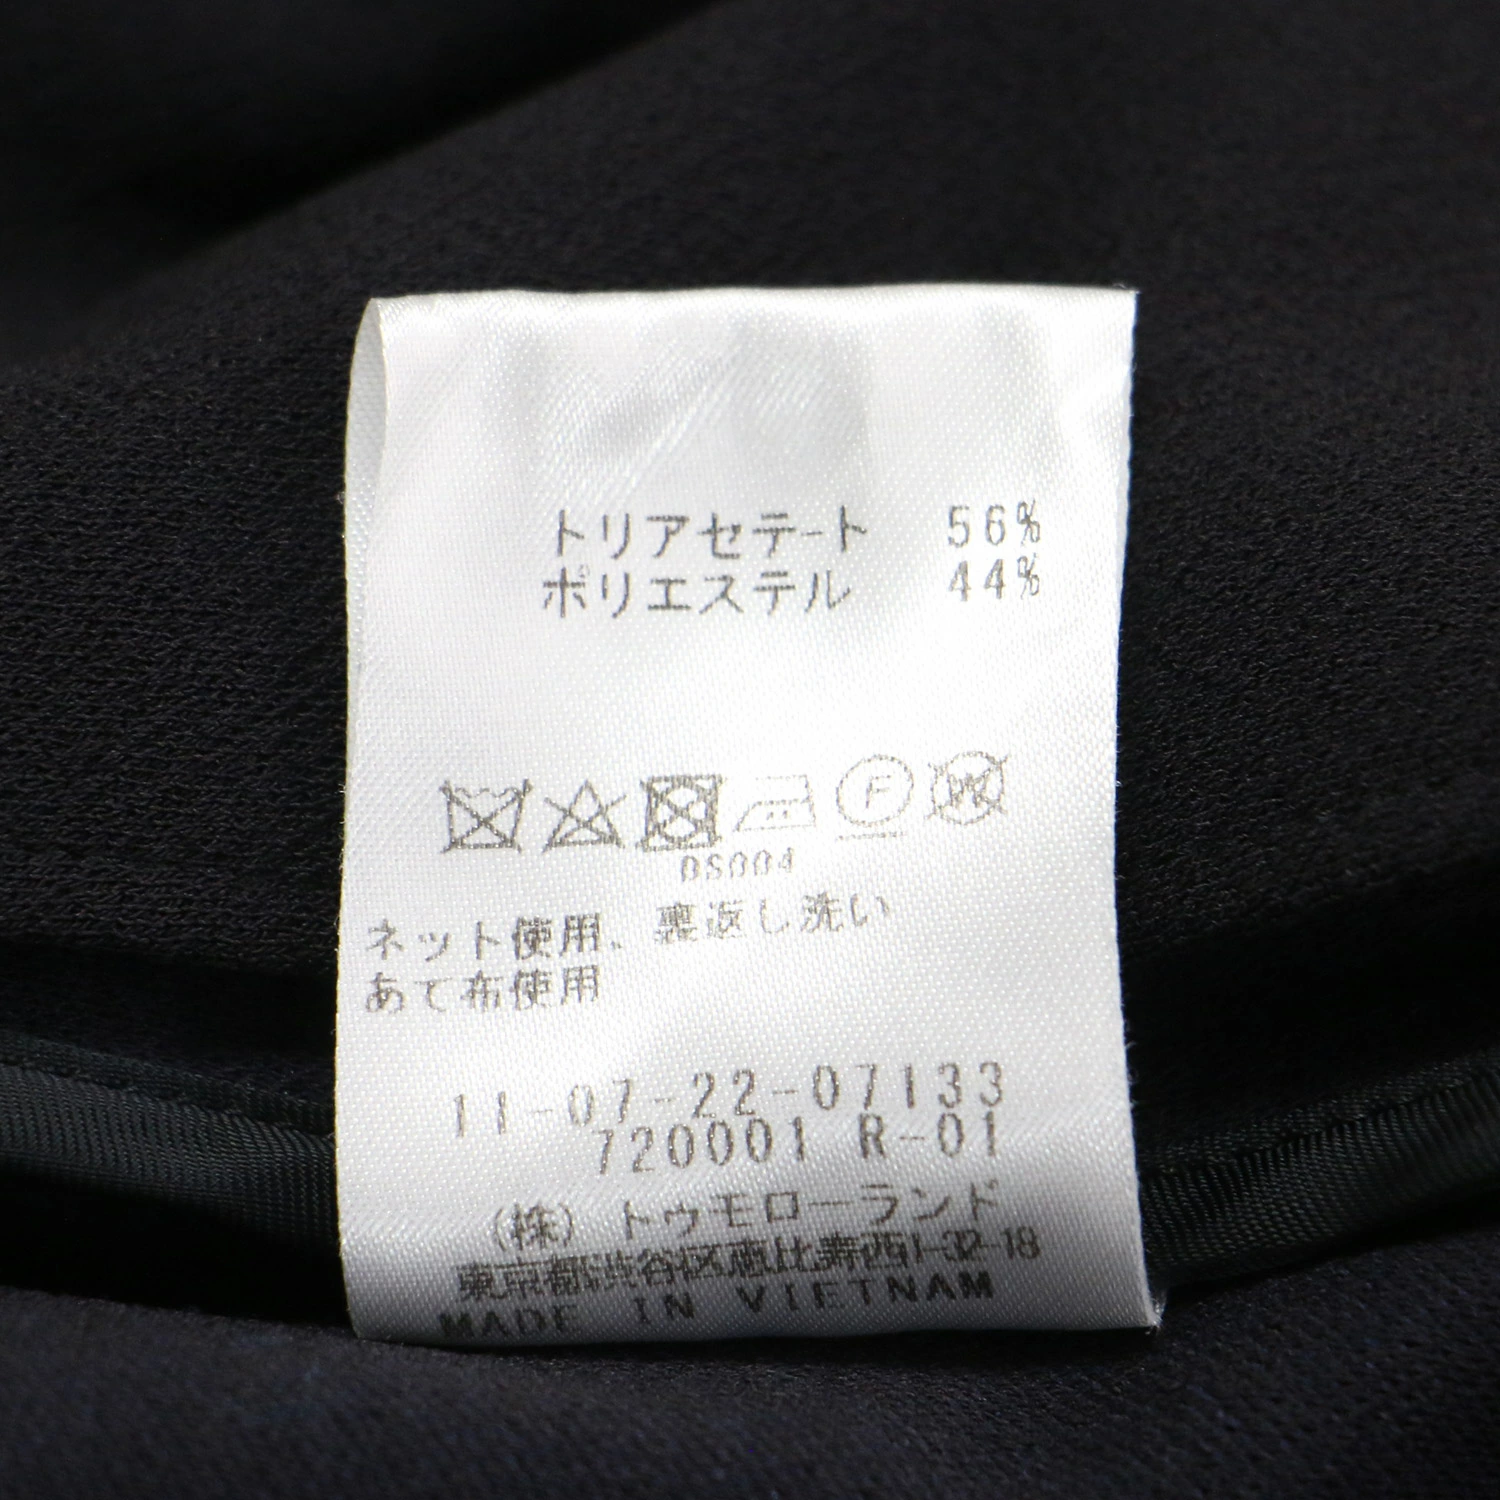 トリアセテート 56%
ポリエステル 44%
F W
DS004
ネット使用、裏返し洗い
あて布使用
11-07-22-07133
720001 R-01
(株)トゥモローランド
東京都渋谷区恵比寿西1-32-18
MADE IN VIETNAM